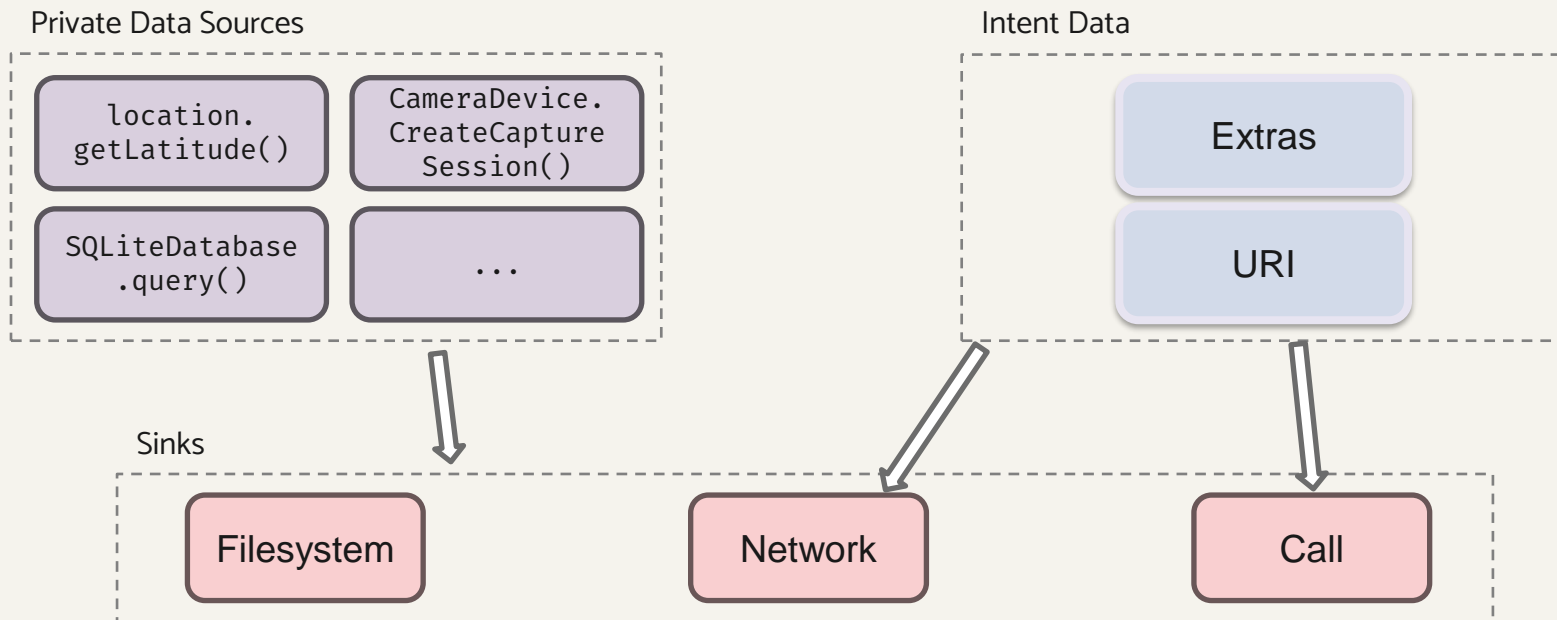 Private Data Sources
Intent Data
location.
getLatitude()
CameraDevice.
CreateCapture
Session()
SQLiteDatabase
.query()
...
Extras
URI
Sinks
Filesystem
Network
Call